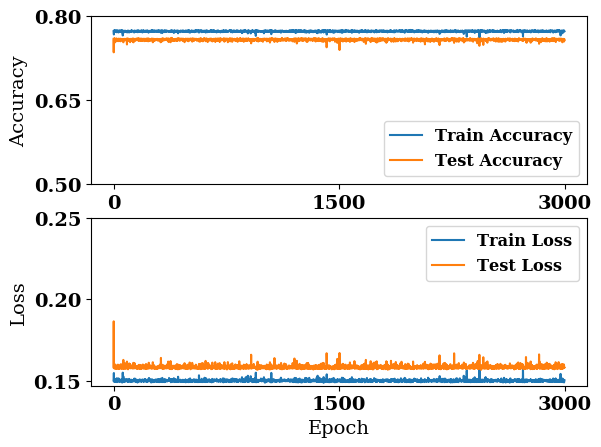 0.80
0.65
0.50
Accuracy
Train Accuracy
Test Accuracy
0 1500 3000
0.25
0.20
0.15
Loss
Train Loss
Test Loss
0 1500 3000
Epoch